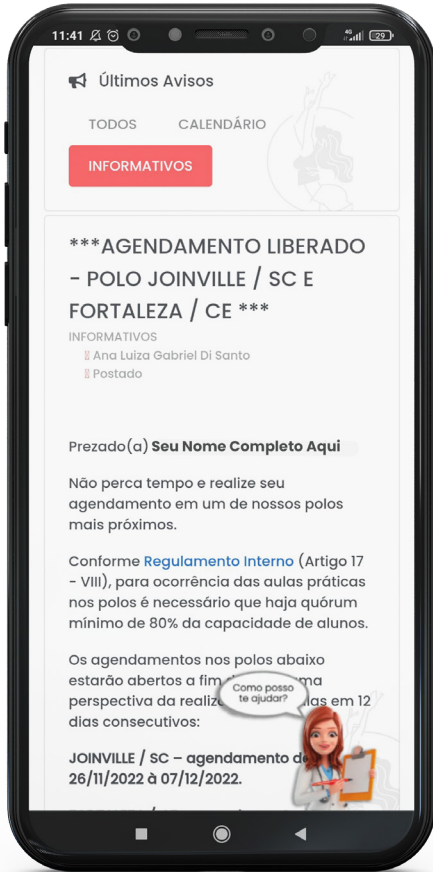 11:41
4G
29
Últimos Avisos
TODOS CALENDÁRIO
INFORMATIVOS
***AGENDAMENTO LIBERADO
- POLO JOINVILLE / SC E
FORTALEZA / CE ***
INFORMATIVOS
Ana Luiza Gabriel Di Santo
Postado
Prezado(a) Seu Nome Completo Aqui
Não perca tempo e realize seu
agendamento em um de nossos polos
mais próximos.
Conforme Regulamento Interno (Artigo 17
- VIII), para ocorrência das aulas práticas
nos polos é necessário que haja quórum
mínimo de 80% da capacidade de alunos.
Os agendamentos nos polos abaixo
estarão abertos a fim
perspectiva da em 12
dias consecutivos:
Como posso
te ajudar?
JOINVILLE / SC – agendamento
26/11/2022 à 07/12/2022.